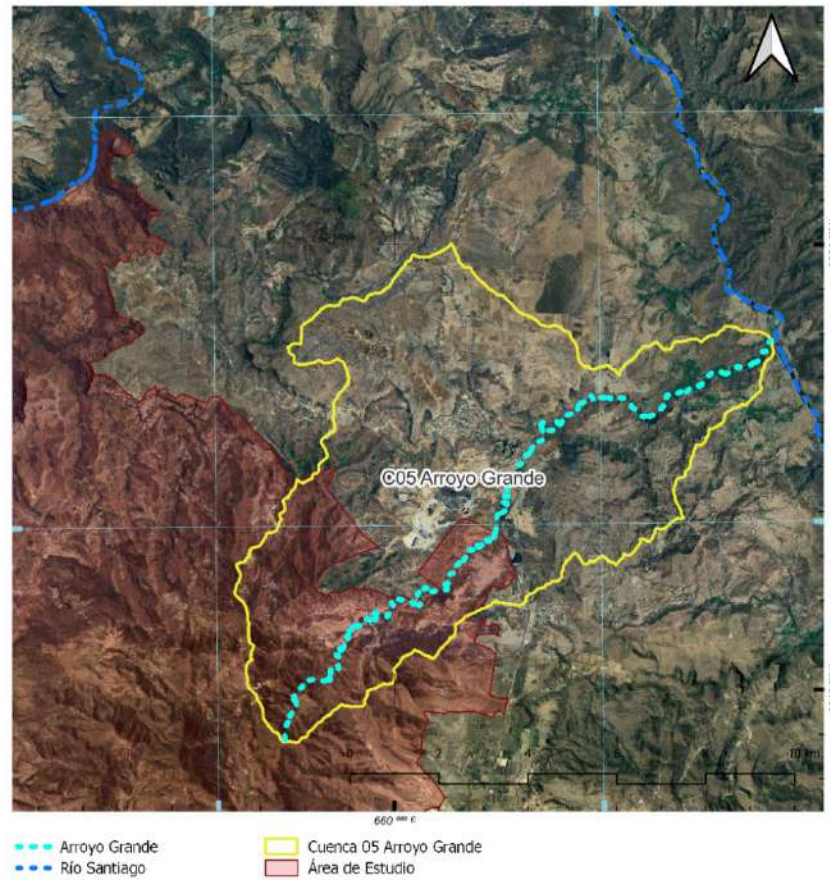 C05 Arroyo Grande
0 2 4 6 8 10 km
660 000 E
Arroyo Grande
Río Santiago
Cuenca 05 Arroyo Grande
Área de Estudio